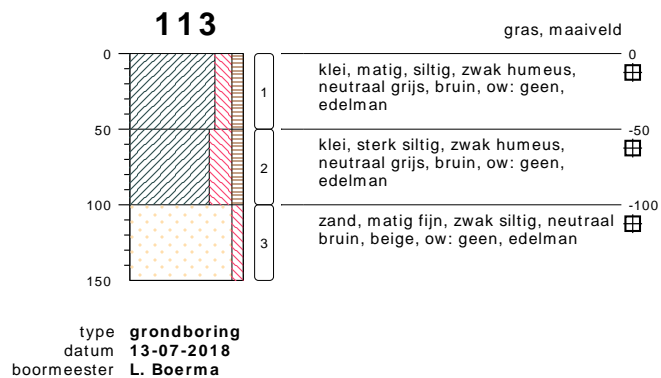 113
gras, maaiveld
0
0
klei, matig, siltig, zwak humeus,
neutraal grijs, bruin, ow: geen,
edelman
1
50
-50
klei, sterk siltig, zwak humeus,
neutraal grijs, bruin, ow: geen,
edelman
2
100
-100
zand, matig fijn, zwak siltig, neutraal
bruin, beige, ow: geen, edelman
3
150
type grondboring
datum 13-07-2018
boormeester L. Boerma